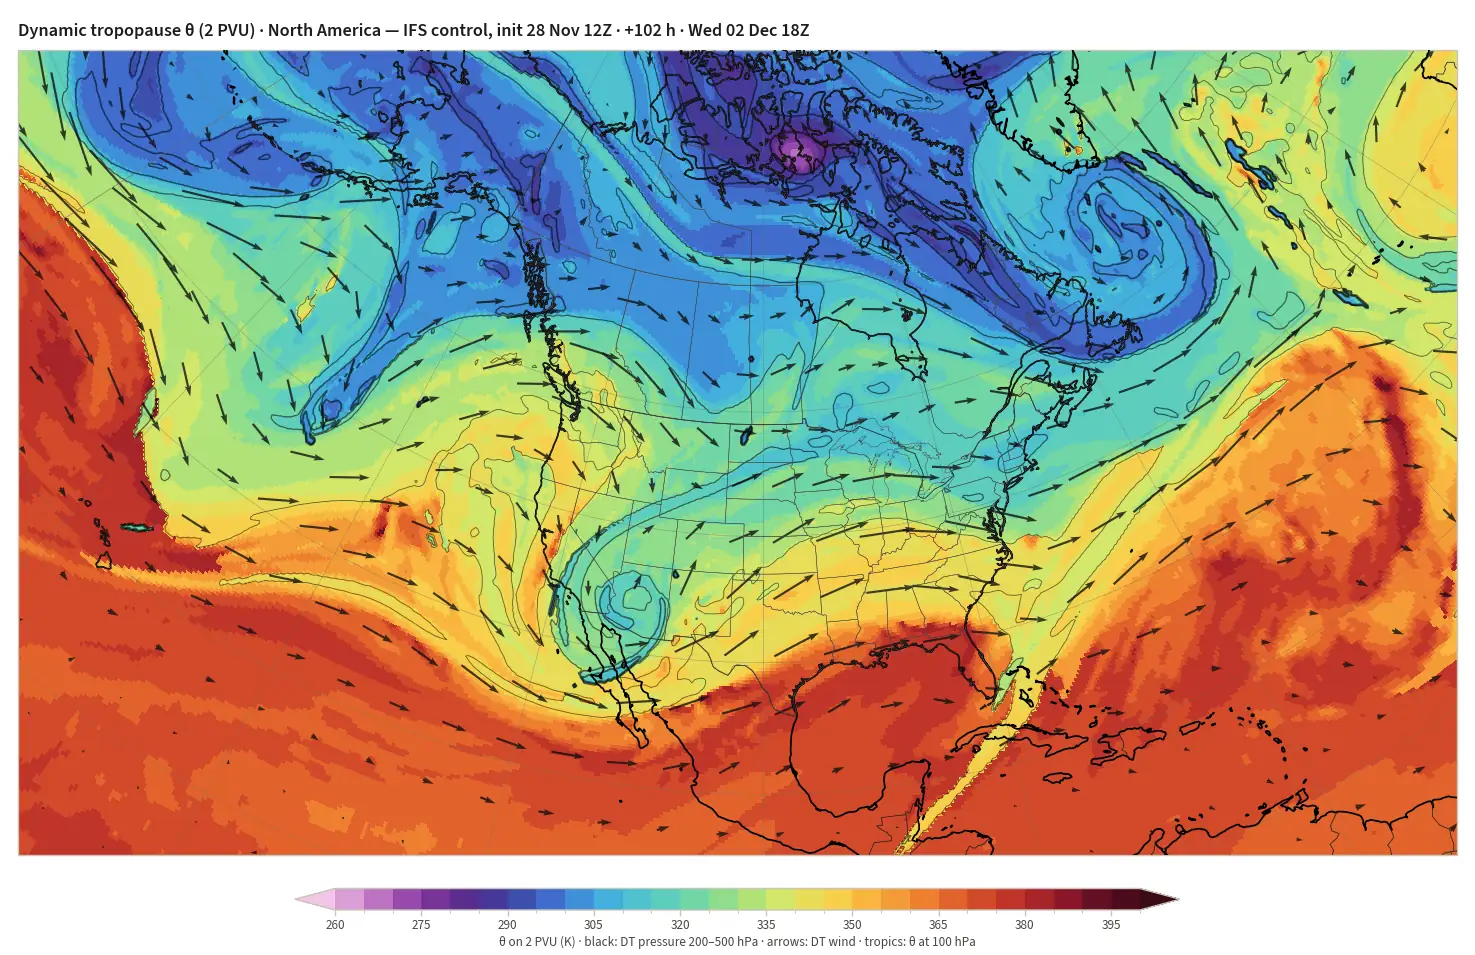 Dynamic tropopause θ (2 PVU) · North America — IFS control, init 28 Nov 12Z · +102 h · Wed 02 Dec 18Z
260 275 290 305 320 335 350 365 380 395
θ on 2 PVU (K) · black: DT pressure 200–500 hPa · arrows: DT wind · tropics: θ at 100 hPa